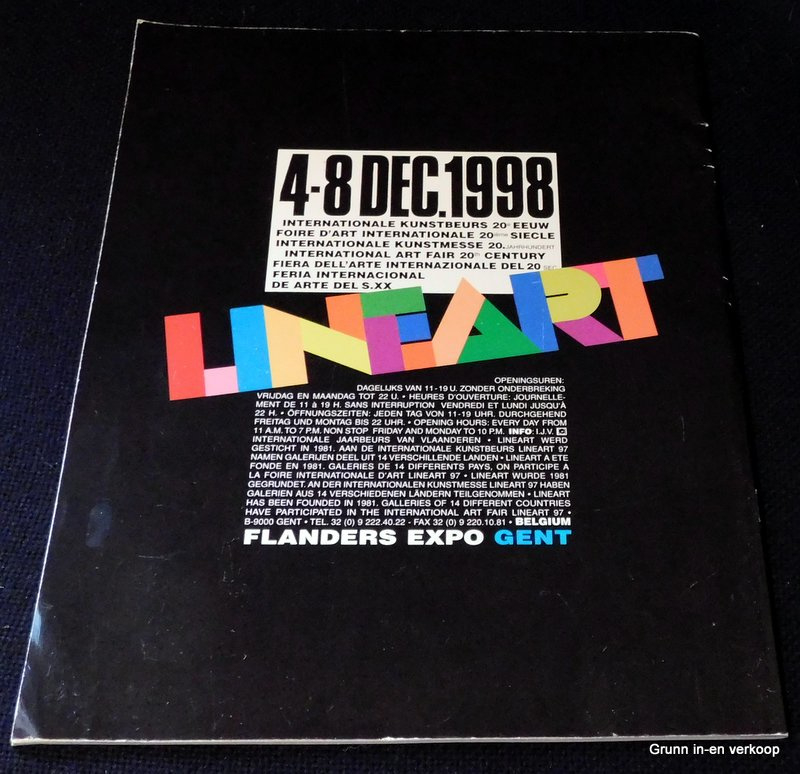 4-8 DEC.1998
INTERNATIONALE KUNSTBEURS 20e EEUW
FOIRE D'ART INTERNATIONALE 20ième SIECLE
INTERNATIONALE KUNSTMESSE 20.JAHRHUNDERT
INTERNATIONAL ART FAIR 20th CENTURY
FIERA DELL'ARTE INTERNAZIONALE DEL 20 SEC.
FERIA INTERNACIONAL
DE ARTE DEL S.XX
LINEART
OPENINGSUREN:
DAGELIJKS VAN 11-19 U. ZONDER ONDERBREKING
VRIJDAG EN MAANDAG TOT 22 U. • HEURES D'OUVERTURE: JOURNELLE-
MENT DE 11 à 19 H. SANS INTERRUPTION VENDREDI ET LUNDI JUSQU'À
22 H. • ÖFFNUNGSZEITEN: JEDEN TAG VON 11-19 UHR. DURCHGEHEND
FREITAG UND MONTAG BIS 22 UHR. • OPENING HOURS: EVERY DAY FROM
11 A.M. TO 7 P.M. NON STOP FRIDAY AND MONDAY TO 10 P.M. INFO: I.J.V.
INTERNATIONALE JAARBEURS VAN VLAANDEREN • LINEART WERD
GESTICHT IN 1981. AAN DE INTERNATIONALE KUNSTBEURS LINEART 97
NAMEN GALERIJEN DEEL UIT 14 VERSCHILLENDE LANDEN • LINEART A ETE
FONDE EN 1981. GALERIES DE 14 DIFFERENTS PAYS, ON PARTICIPE A
LA FOIRE INTERNATIONALE D'ART LINEART 97 • LINEART WURDE 1981
GEGRUNDET. AN DER INTERNATIONALEN KUNSTMESSE LINEART 97 HABEN
GALERIEN AUS 14 VERSCHIEDENEN LÄNDERN TEILGENOMMEN • LINEART
HAS BEEN FOUNDED IN 1981. GALLERIES OF 14 DIFFERENT COUNTRIES
HAVE PARTICIPATED IN THE INTERNATIONAL ART FAIR LINEART 97 •
B-9000 GENT • TEL. 32 (0) 9 222.40.22 - FAX 32 (0) 9 220.10.81 • BELGIUM
FLANDERS EXPO GENT
Grunn in-en verkoop